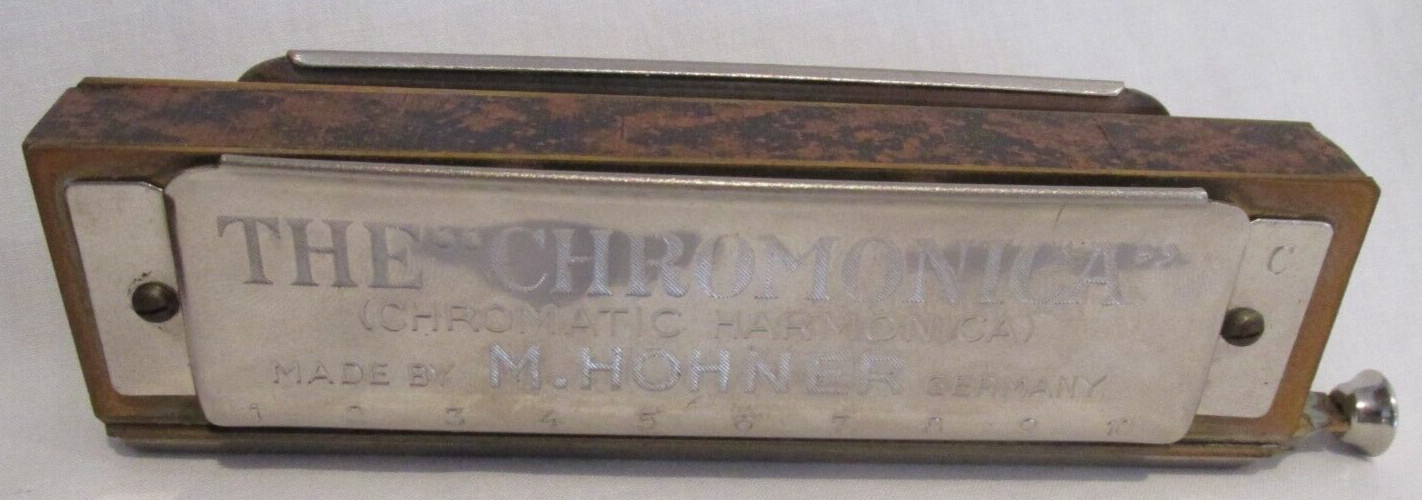 THE “CHROMONICA”
C
(CHROMATIC HARMONICA)
MADE BY M. HOHNER GERMANY
1 2 3 4 5 6 7 8 9 10